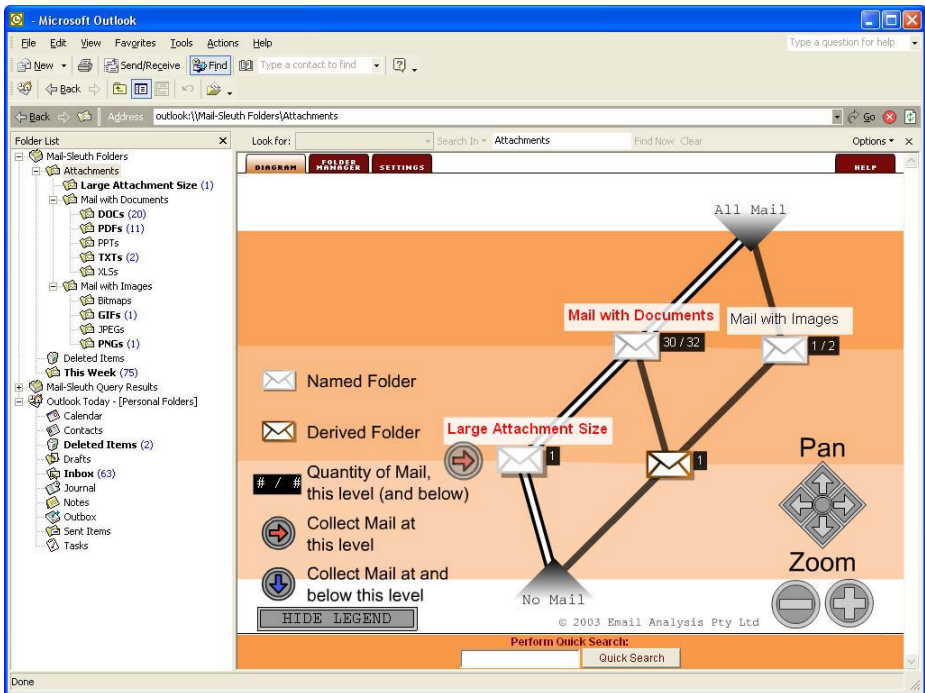 - Microsoft Outlook
File Edit View Favorites Tools Actions Help
Type a question for help
New Send/Receive Find Type a contact to find
Back
Back Address outlook:\\Mail-Sleuth Folders\Attachments Go
Folder List
Look for: Search In Attachments Find Now Clear Options
Mail-Sleuth Folders
Attachments
Large Attachment Size (1)
Mail with Documents
DOCs (20)
PDFs (11)
PPTs
TXTs (2)
XLSs
Mail with Images
Bitmaps
GIFs (1)
JPEGs
PNGs (1)
Deleted Items
This Week (75)
Mail-Sleuth Query Results
Outlook Today - [Personal Folders]
Calendar
Contacts
Deleted Items (2)
Drafts
Inbox (63)
Journal
Notes
Outbox
Sent Items
Tasks
DIAGRAM FOLDER MANAGER SETTINGS HELP
All Mail
Mail with Documents
30 / 32
Mail with Images
1 / 2
Named Folder
Derived Folder
Large Attachment Size
1
1
# / # Quantity of Mail,
this level (and below)
Collect Mail at
this level
Collect Mail at and
below this level
HIDE LEGEND
Pan
Zoom
No Mail
© 2003 Email Analysis Pty Ltd
Perform Quick Search:
Quick Search
Done